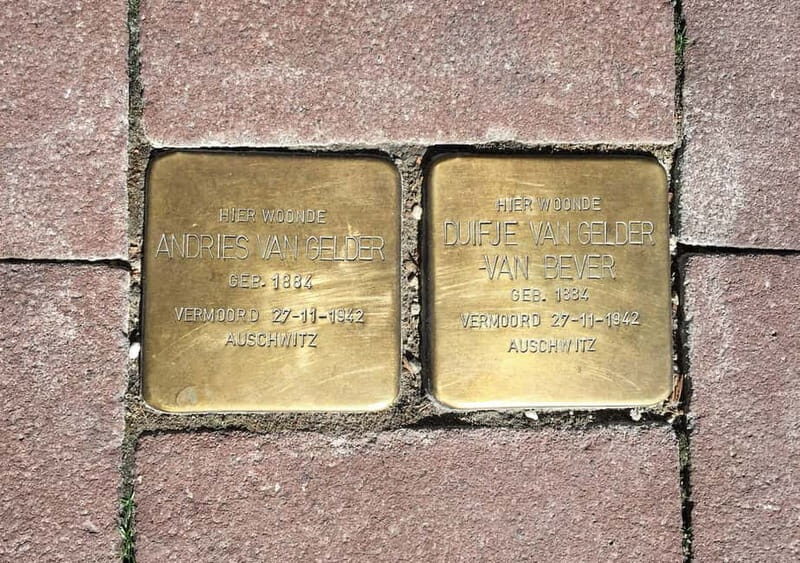 HIER WOONDE
ANDRIES VAN GELDER
GEB. 1884
VERMOORD 27-11-1942
AUSCHWITZ
HIER WOONDE
DUIFJE VAN GELDER
-VAN BEVER
GEB. 1884
VERMOORD 27-11-1942
AUSCHWITZ